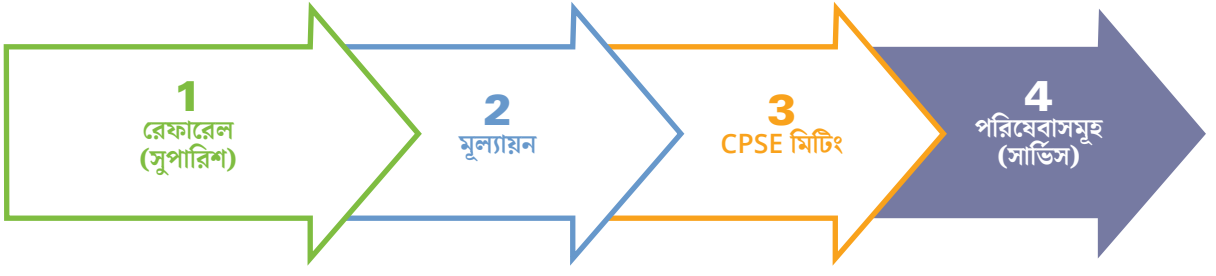 1
রেফারেল
(সুপারিশ)
2
মূল্যায়ন
3
CPSE মিটিং
4
পরিষেবাসমূহ
(সার্ভিস)